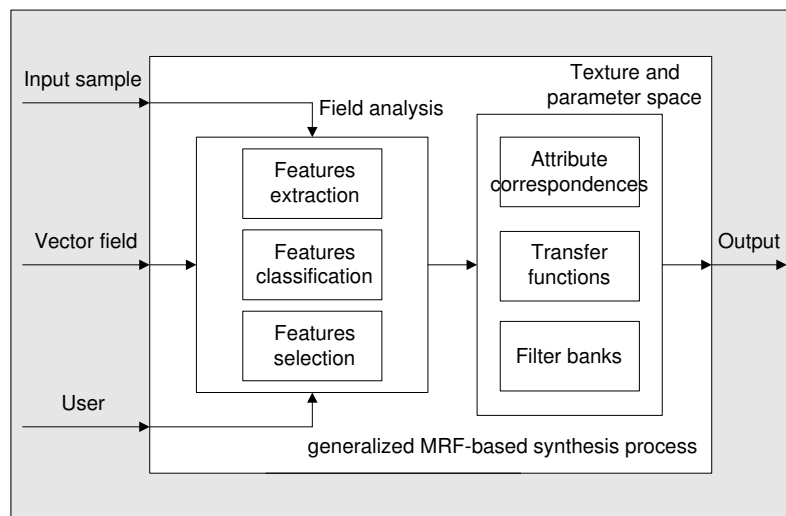 Input sample
Field analysis
Texture and
parameter space
Features
extraction
Attribute
correspondences
Vector field
Features
classification
Transfer
functions
Output
Features
selection
Filter banks
User
generalized MRF-based synthesis process